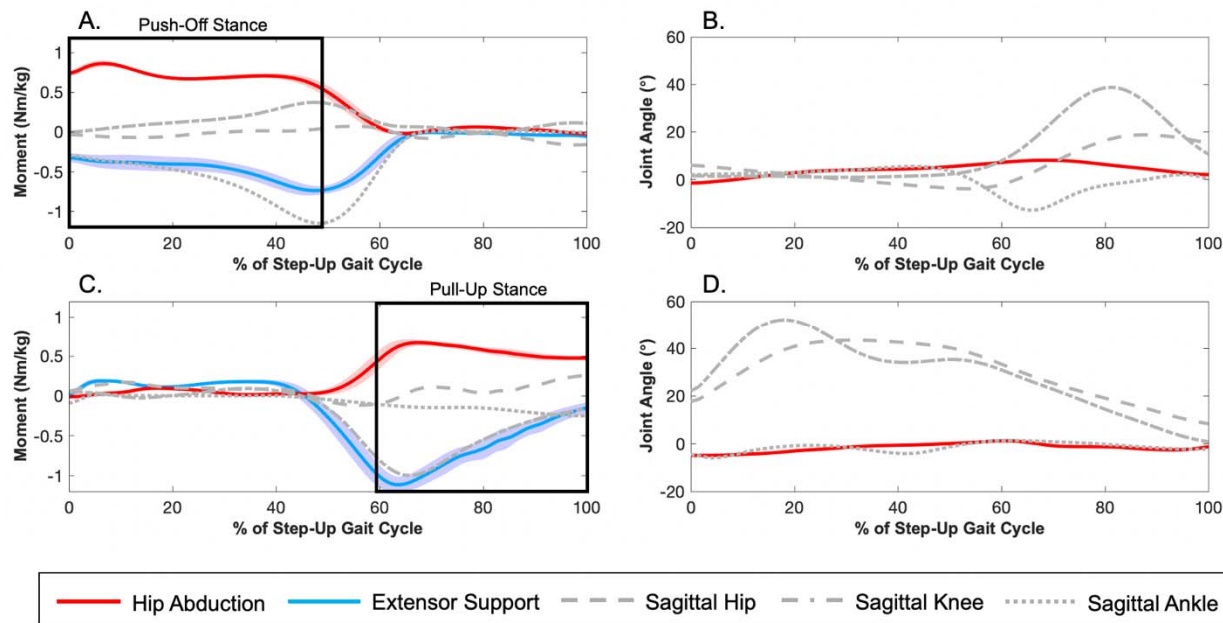 A.
Push-Off Stance
Moment (Nm/kg)
1
0.5
0
-0.5
-1
0 20 40 60 80 100
% of Step-Up Gait Cycle
B.
Joint Angle (°)
60
40
20
0
-20
0 20 40 60 80 100
% of Step-Up Gait Cycle
C.
Pull-Up Stance
Moment (Nm/kg)
1
0.5
0
-0.5
-1
0 20 40 60 80 100
% of Step-Up Gait Cycle
D.
Joint Angle (°)
60
40
20
0
-20
0 20 40 60 80 100
% of Step-Up Gait Cycle
Hip Abduction Extensor Support Sagittal Hip Sagittal Knee Sagittal Ankle